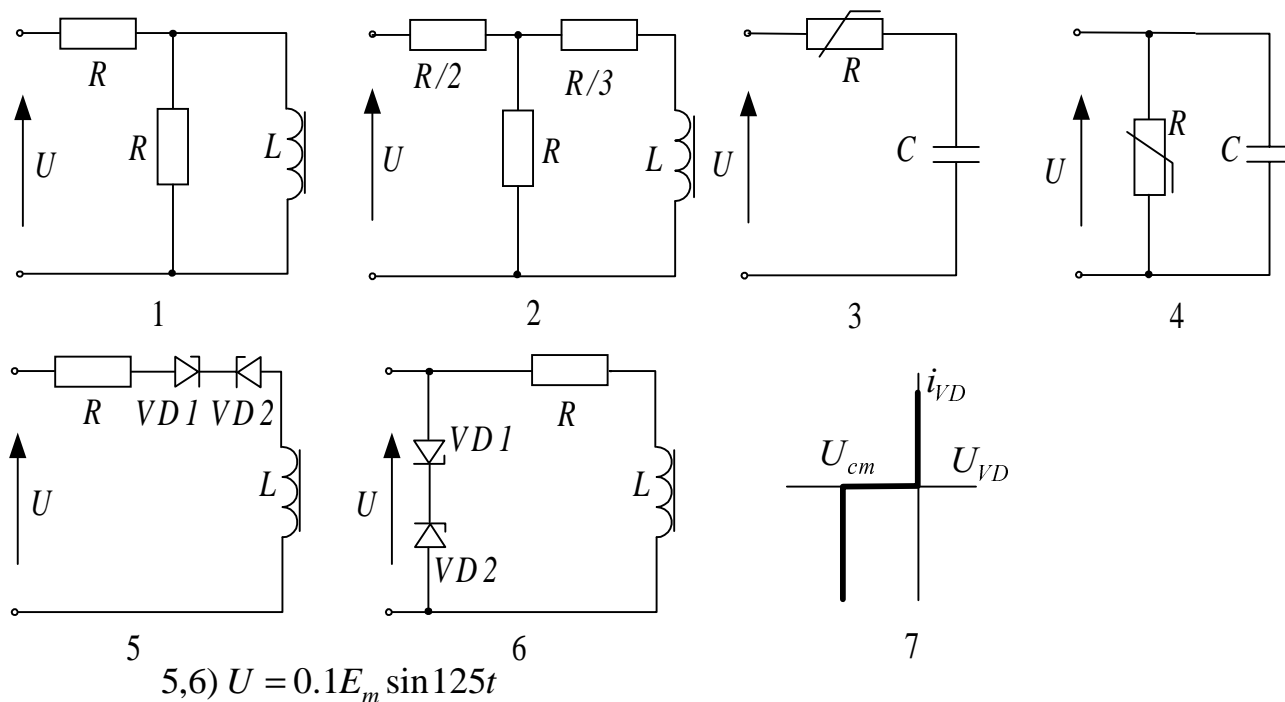 R
R/2
R/3
R
R
U
R
L
U
R
L
U
C
U
R
C
1
2
3
4
R
VD1
VD2
U
L
R
U
VD1
VD2
L
i_VD
U_cm
U_VD
5
6
7
5,6) U = 0.1E_m sin125t